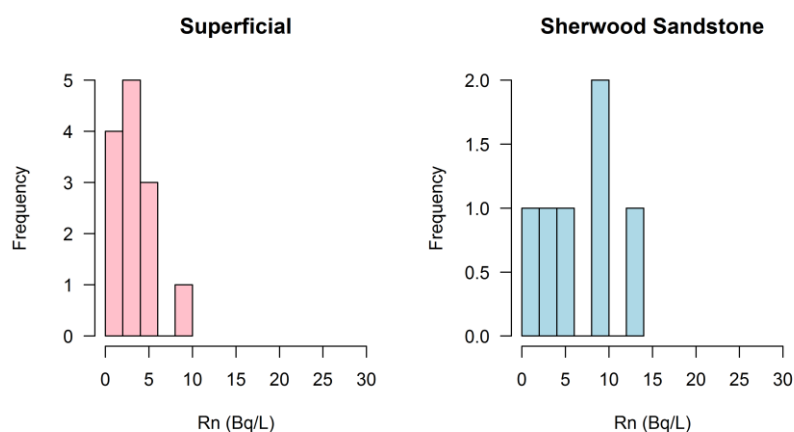 Superficial
Frequency
5
4
3
2
1
0
0 5 10 15 20 25 30
Rn (Bq/L)
Sherwood Sandstone
Frequency
2.0
1.5
1.0
0.5
0.0
0 5 10 15 20 25 30
Rn (Bq/L)